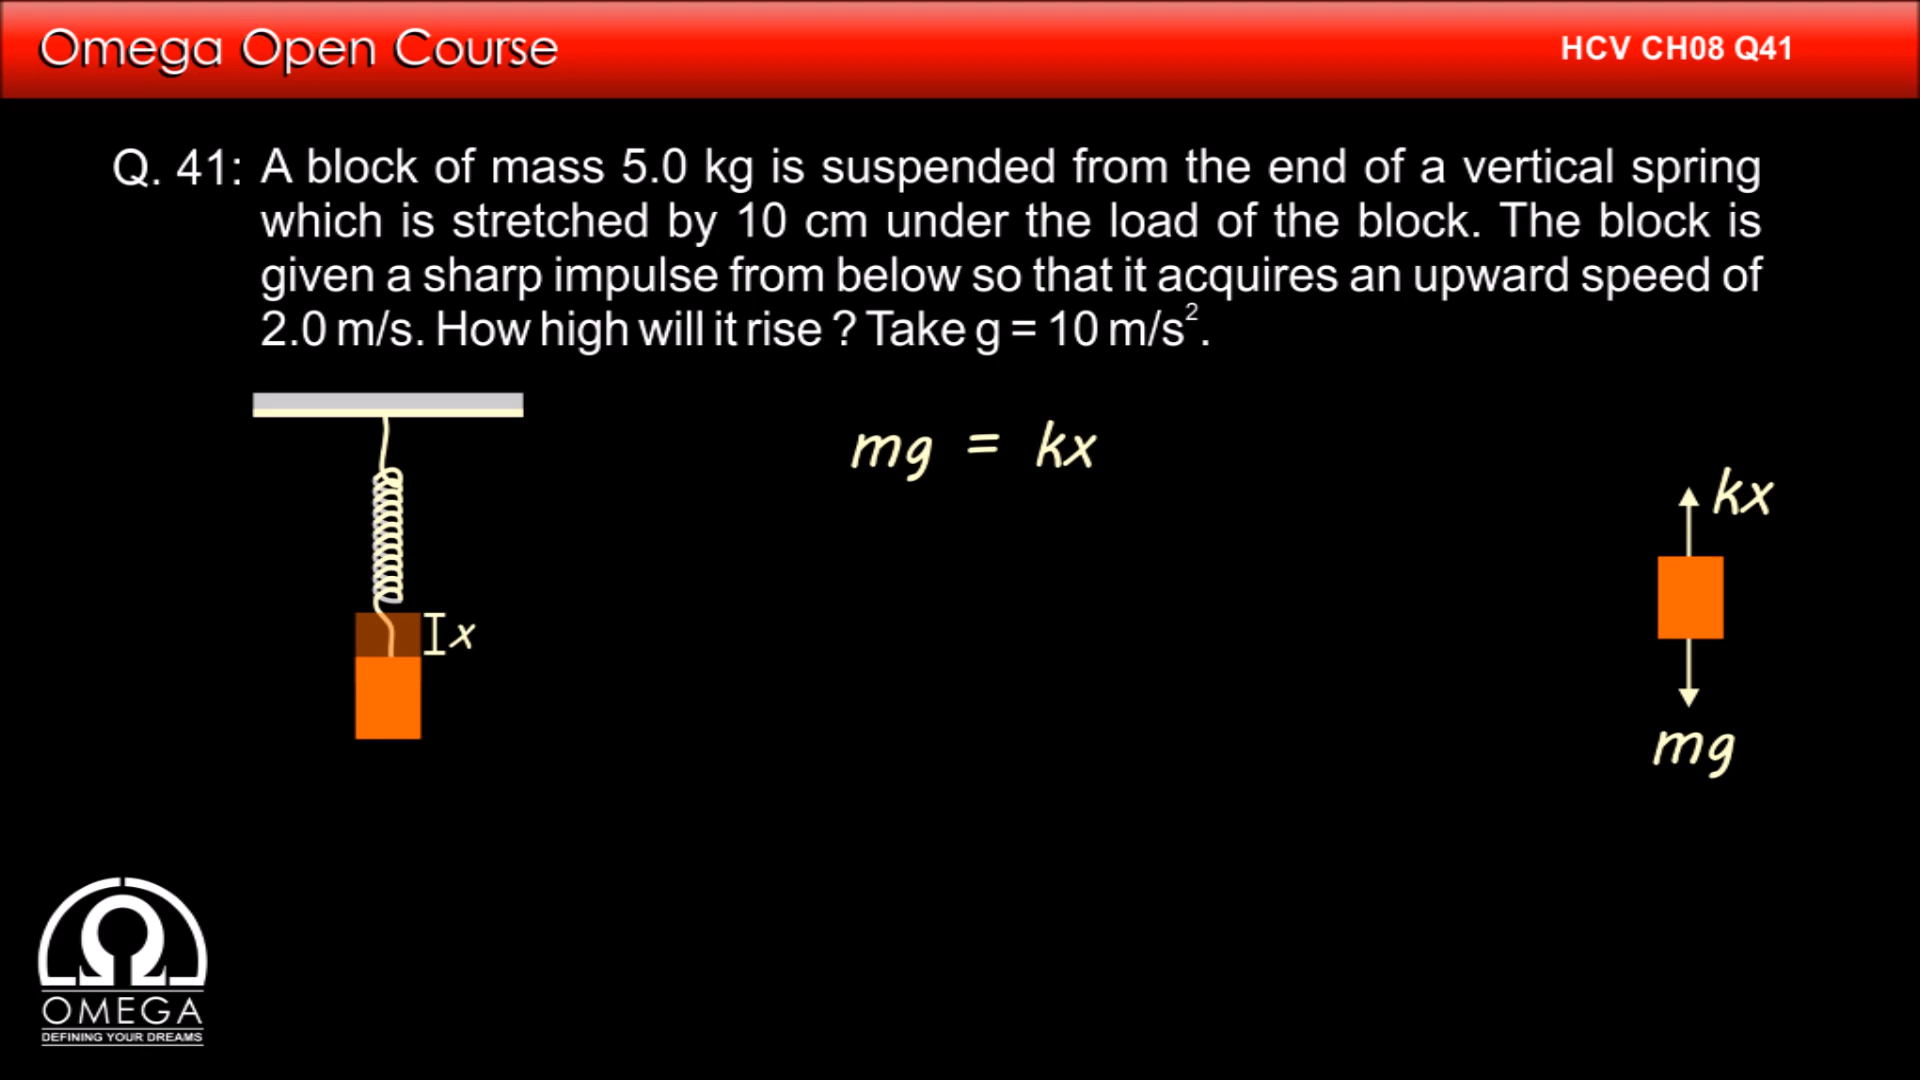 Omega Open Course
HCV CH08 Q41
Q. 41: A block of mass 5.0 kg is suspended from the end of a vertical spring
which is stretched by 10 cm under the load of the block. The block is
given a sharp impulse from below so that it acquires an upward speed of
2.0 m/s. How high will it rise ? Take g = 10 m/s².
mg = kx
kx
x
mg
Ω
OMEGA
DEFINING YOUR DREAMS